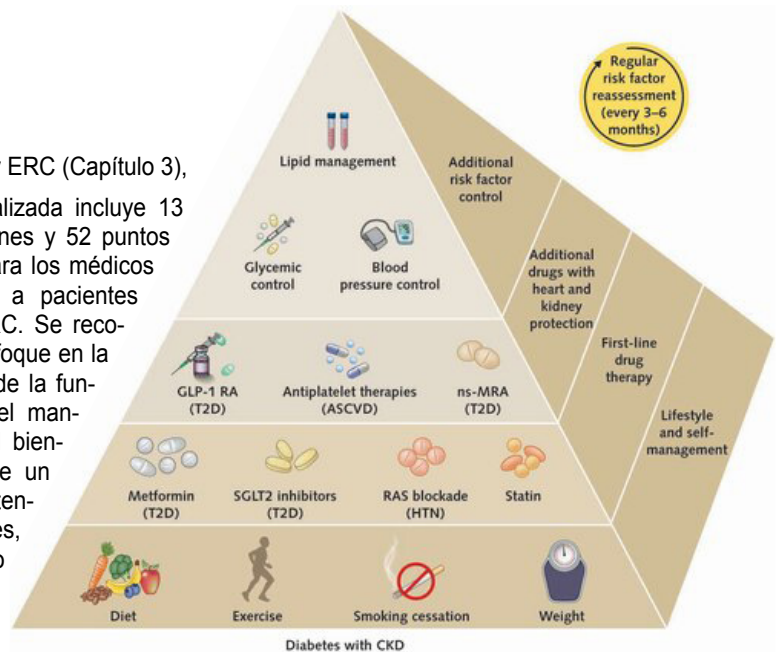 ERC (Capítulo 3),
alizada incluye 13
nes y 52 puntos
ara los médicos
a pacientes
C. Se reco-
foque en la
de la fun-
el man-
bien-
e un
ten-
es,
o
Regular
risk factor
reassessment
(every 3–6
months)
Lipid management
Additional
risk factor
control
Glycemic
control
Blood
pressure control
Additional
drugs with
heart and
kidney
protection
GLP-1 RA
(T2D)
Antiplatelet therapies
(ASCVD)
ns-MRA
(T2D)
First-line
drug
therapy
Metformin
(T2D)
SGLT2 inhibitors
(T2D)
RAS blockade
(HTN)
Statin
Lifestyle
and self-
management
Diet
Exercise
Smoking cessation
Weight
Diabetes with CKD